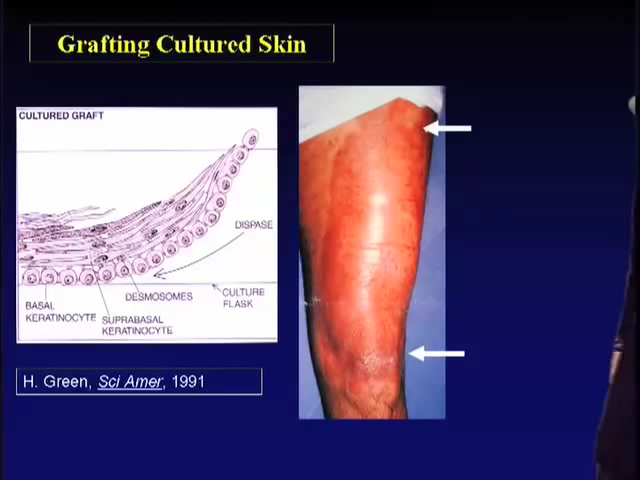 Grafting Cultured Skin
CULTURED GRAFT
DISPASE
DESMOSOMES
CULTURE
FLASK
BASAL
KERATINOCYTE
SUPRABASAL
KERATINOCYTE
H. Green, Sci Amer, 1991